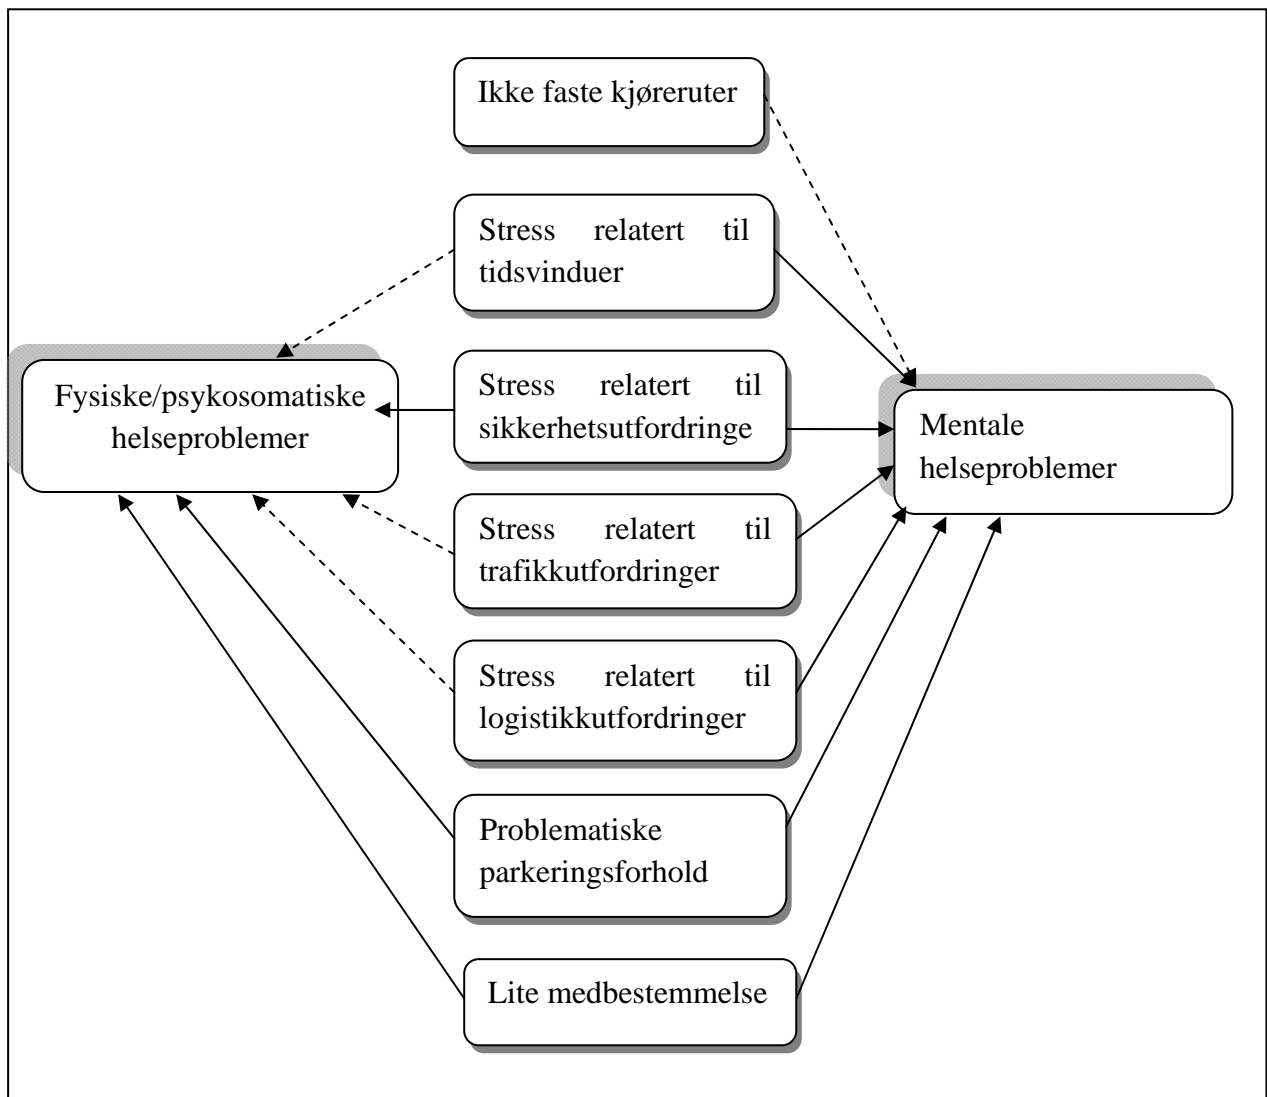 Ikke faste kjøreruter
Stress relatert til
tidsvinduer
Stress relatert til
sikkerhetsutfordringe
Fysiske/psykosomatiske
helseproblemer
Mentale
helseproblemer
Stress relatert til
trafikkutfordringer
Stress relatert til
logistikkutfordringer
Problematiske
parkeringsforhold
Lite medbestemmelse